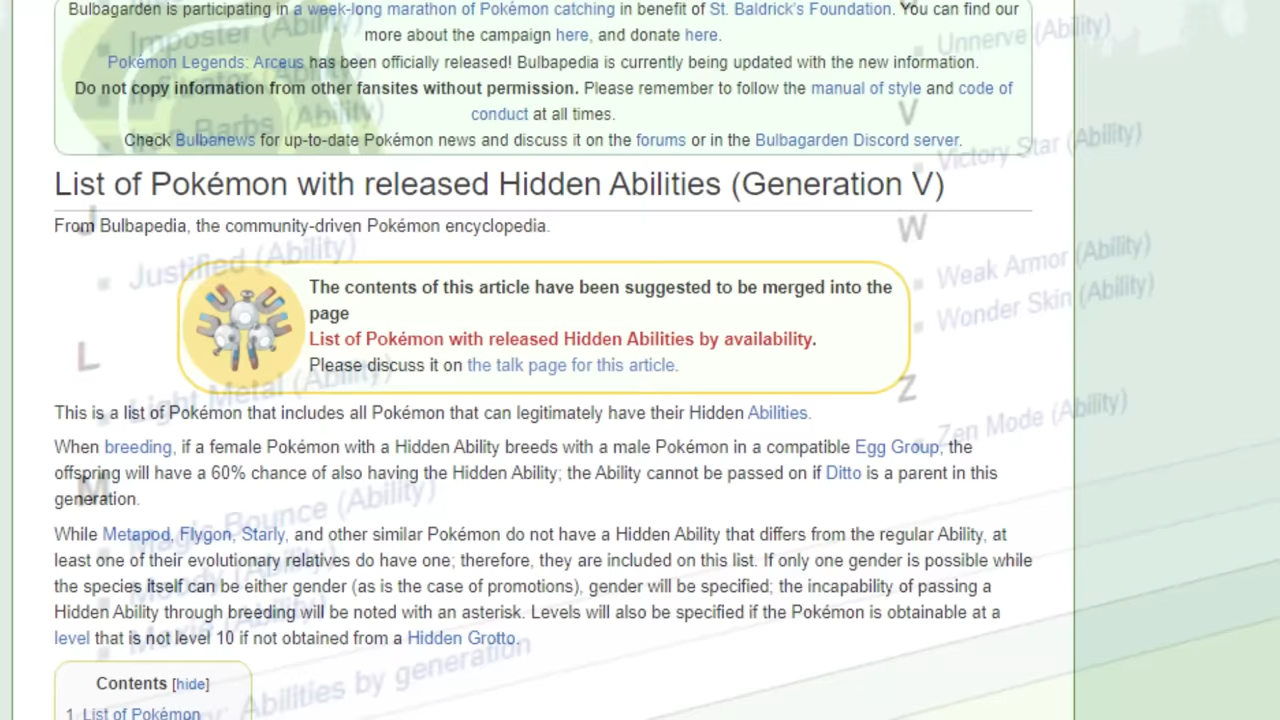 Bulbagarden is participating in a week-long marathon of Pokémon catching in benefit of St. Baldrick's Foundation. You can find our
more about the campaign here, and donate here.
Pokémon Legends: Arceus has been officially released! Bulbapedia is currently being updated with the new information.
Do not copy information from other fansites without permission. Please remember to follow the manual of style and code of
conduct at all times.
Check Bulbanews for up-to-date Pokémon news and discuss it on the forums or in the Bulbagarden Discord server.
List of Pokémon with released Hidden Abilities (Generation V)
From Bulbapedia, the community-driven Pokémon encyclopedia.
The contents of this article have been suggested to be merged into the
page
List of Pokémon with released Hidden Abilities by availability.
Please discuss it on the talk page for this article.
This is a list of Pokémon that includes all Pokémon that can legitimately have their Hidden Abilities.
When breeding, if a female Pokémon with a Hidden Ability breeds with a male Pokémon in a compatible Egg Group, the
offspring will have a 60% chance of also having the Hidden Ability; the Ability cannot be passed on if Ditto is a parent in this
generation.
While Metapod, Flygon, Starly, and other similar Pokémon do not have a Hidden Ability that differs from the regular Ability, at
least one of their evolutionary relatives do have one; therefore, they are included on this list. If only one gender is possible while
the species itself can be either gender (as is the case of promotions), gender will be specified; the incapability of passing a
Hidden Ability through breeding will be noted with an asterisk. Levels will also be specified if the Pokémon is obtainable at a
level that is not level 10 if not obtained from a Hidden Grotto.
Contents [hide]
1 List of Pokémon
Imposter (Ability)
Infiltrator (Ability)
Barbs (Ability)
J
Justified (Ability)
L
Light Metal (Ability)
M
Magic Bounce (Ability)
Moody (Ability)
Moxie (Ability)
Abilities by generation
Unnerve (Ability)
V
Victory Star (Ability)
W
Weak Armor (Ability)
Wonder Skin (Ability)
Z
Zen Mode (Ability)